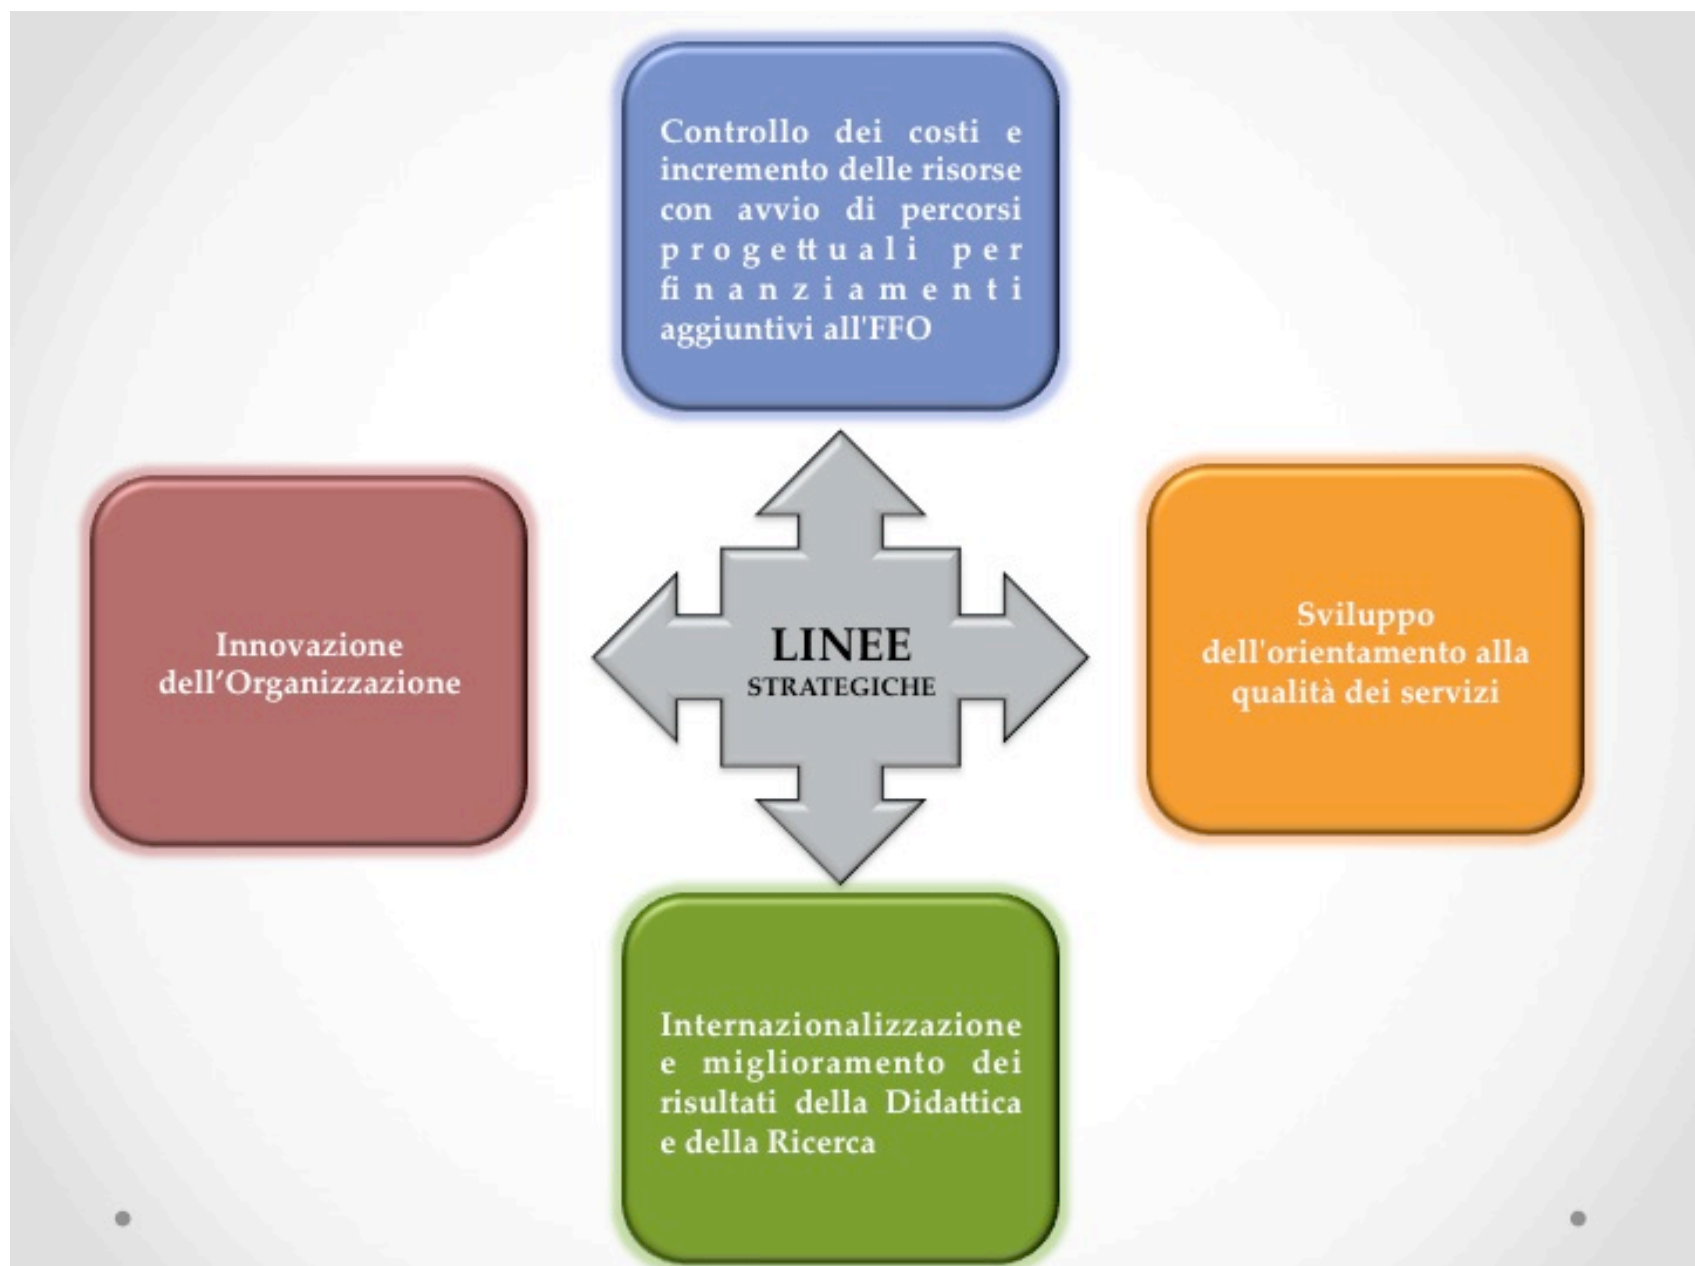 Controllo dei costi e
incremento delle risorse
con avvio di percorsi
progettuali per
finanziamenti
aggiuntivi all'FFO
Innovazione
dell’Organizzazione
LINEE
STRATEGICHE
Sviluppo
dell'orientamento alla
qualità dei servizi
Internazionalizzazione
e miglioramento dei
risultati della Didattica
e della Ricerca